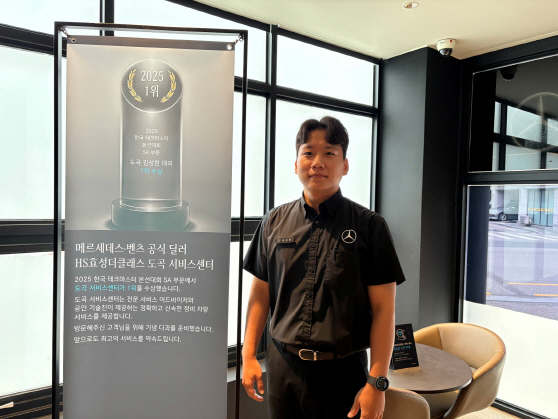 2025
1위
2025
한국 테크마스터
본선대회
SA 부문
도곡 김성현 대리
1위 수상
메르세데스-벤츠 공식 딜러
HS효성더클래스 도곡 서비스센터
2025 한국 테크마스터 본선대회 SA 부문에서
도곡 서비스센터가 1위를 수상했습니다.
도곡 서비스센터는 전문 서비스 어드바이저와
공인 기술진이 제공하는 정확하고 신속한 정비 차량
서비스를 제공합니다.
방문해주신 고객님을 위해 기념 다과를 준비했습니다.
앞으로도 최고의 서비스를 약속드립니다.